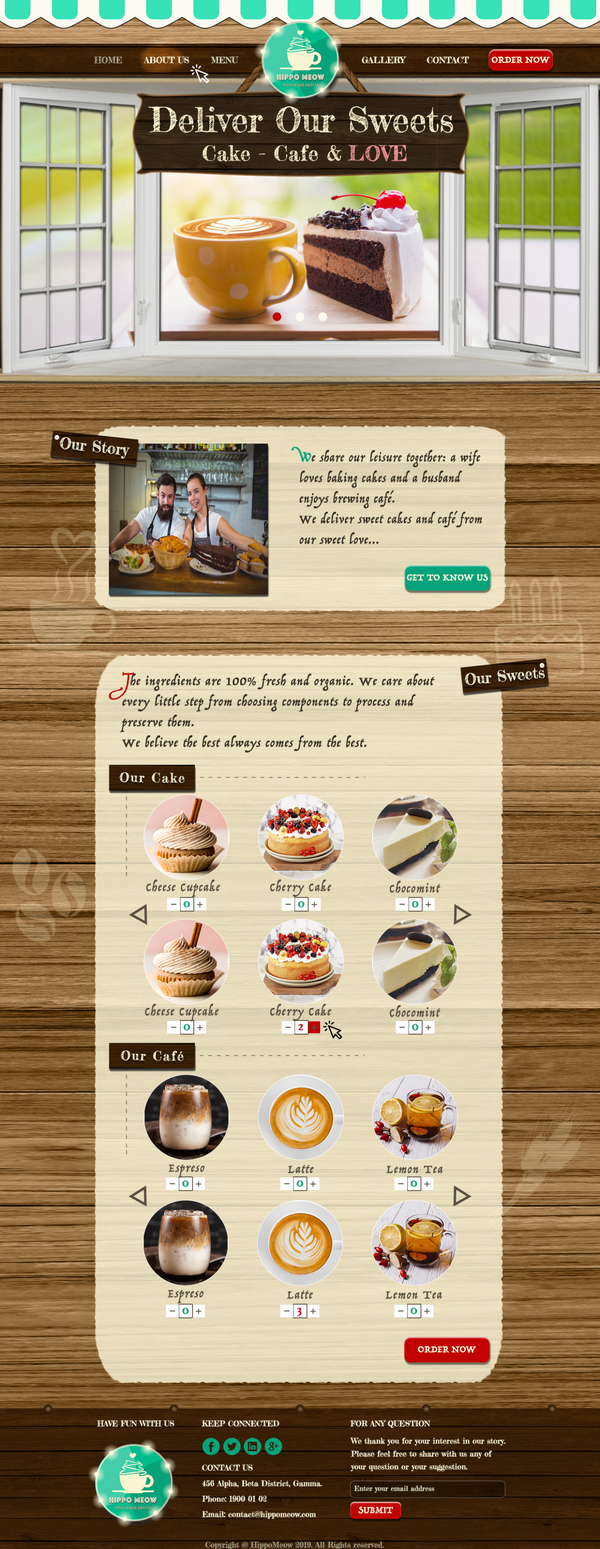 HOME ABOUT US MENU GALLERY CONTACT ORDER NOW
HIPPO MEOW
Deliver Our Sweets
Cake - Cafe & LOVE
Our Story
We share our leisure together: a wife
loves baking cakes and a husband
enjoys brewing café.
We deliver sweet cakes and café from
our sweet love...
GET TO KNOW US
Our Sweets
The ingredients are 100% fresh and organic. We care about
every little step from choosing components to process and
preserve them.
We believe the best always comes from the best.
Our Cake
Cheese Cupcake Cherry Cake Chocomint
- 0 + - 0 + - 0 +
Cheese Cupcake Cherry Cake Chocomint
- 0 + - 2 + - 0 +
Our Café
Espreso Latte Lemon Tea
- 0 + - 0 + - 0 +
Espreso Latte Lemon Tea
- 0 + - 3 + - 0 +
ORDER NOW
HAVE FUN WITH US
HIPPO MEOW
KEEP CONNECTED
CONTACT US
456 Alpha, Beta District, Gamma.
Phone: 1900 01 02
Email: contact@hippomeow.com
FOR ANY QUESTION
We thank you for your interest in our story.
Please feel free to share with us any of
your question or your suggestion.
Enter your email address
SUBMIT
Copyright @ HippoMeow 2019. All Rights reserved.